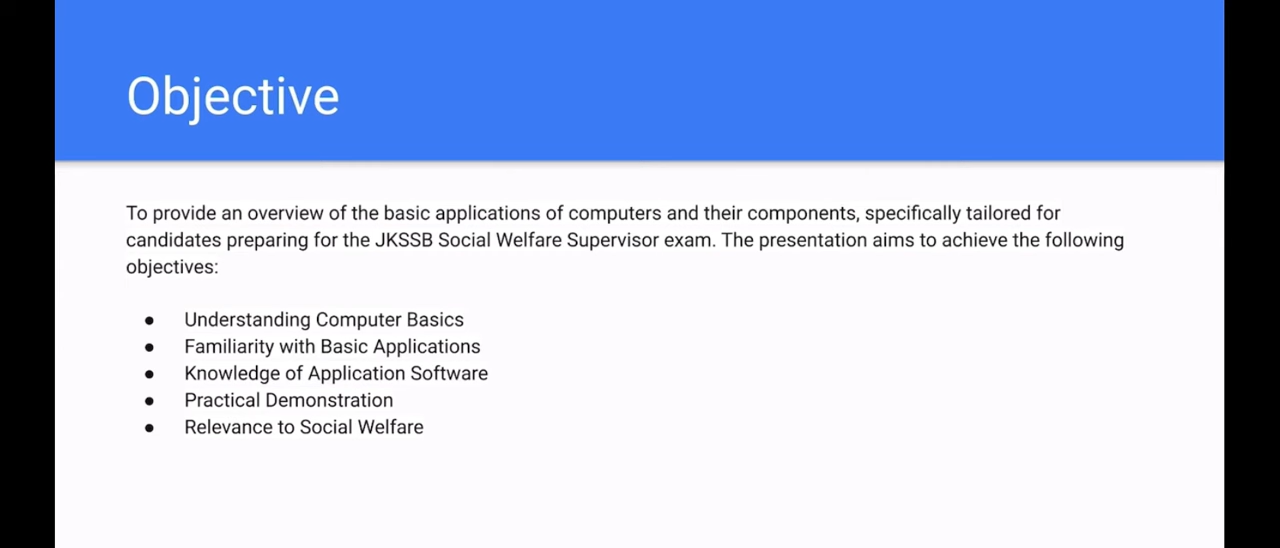 Objective
To provide an overview of the basic applications of computers and their components, specifically tailored for
candidates preparing for the JKSSB Social Welfare Supervisor exam. The presentation aims to achieve the following
objectives:
● Understanding Computer Basics
● Familiarity with Basic Applications
● Knowledge of Application Software
● Practical Demonstration
● Relevance to Social Welfare